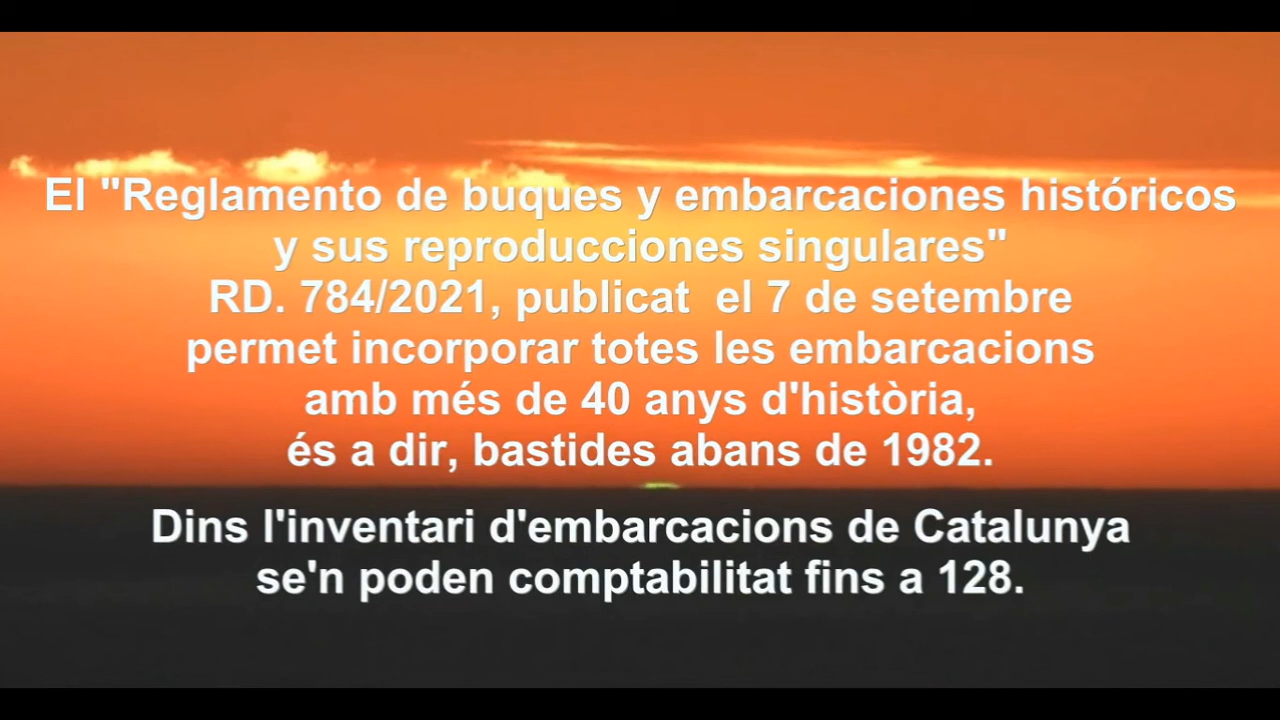 El "Reglamento de buques y embarcaciones históricos
y sus reproducciones singulares"
RD. 784/2021, publicat  el 7 de setembre
permet incorporar totes les embarcacions
amb més de 40 anys d'història,
és a dir, bastides abans de 1982.
Dins l'inventari d'embarcacions de Catalunya
se'n poden comptabilitat fins a 128.